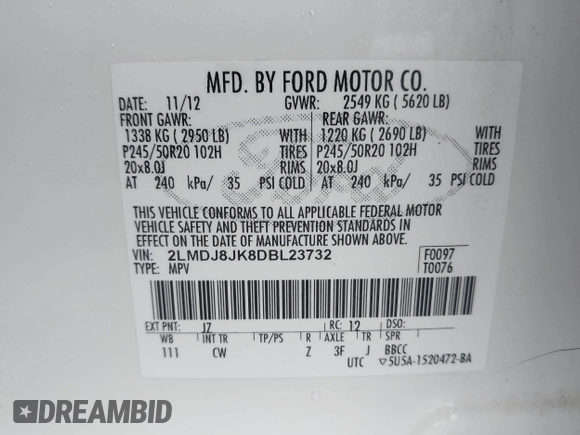 MFD. BY FORD MOTOR CO.
DATE: 11/12 GVWR: 2549 KG ( 5620 LB)
FRONT GAWR: REAR GAWR:
1338 KG ( 2950 LB) WITH 1220 KG ( 2690 LB) WITH
P245/50R20 102H TIRES P245/50R20 102H TIRES
20x8.0J RIMS 20x8.0J RIMS
AT 240 kPa/ 35 PSI COLD AT 240 kPa/ 35 PSI COLD
Ford
THIS VEHICLE CONFORMS TO ALL APPLICABLE FEDERAL MOTOR
VEHICLE SAFETY AND THEFT PREVENTION STANDARDS IN
EFFECT ON THE DATE OF MANUFACTURE SHOWN ABOVE.
VIN: 2LMDJ8JK8DBL23732 F0097
TYPE: MPV T0076
EXT PNT: JZ RC: 12 DSO:
WB INT TR TP/PS R AXLE TR SPR
111 CW Z 3F J BBCC
UTC ▽5U5A-1520472-BA
DREAMBID